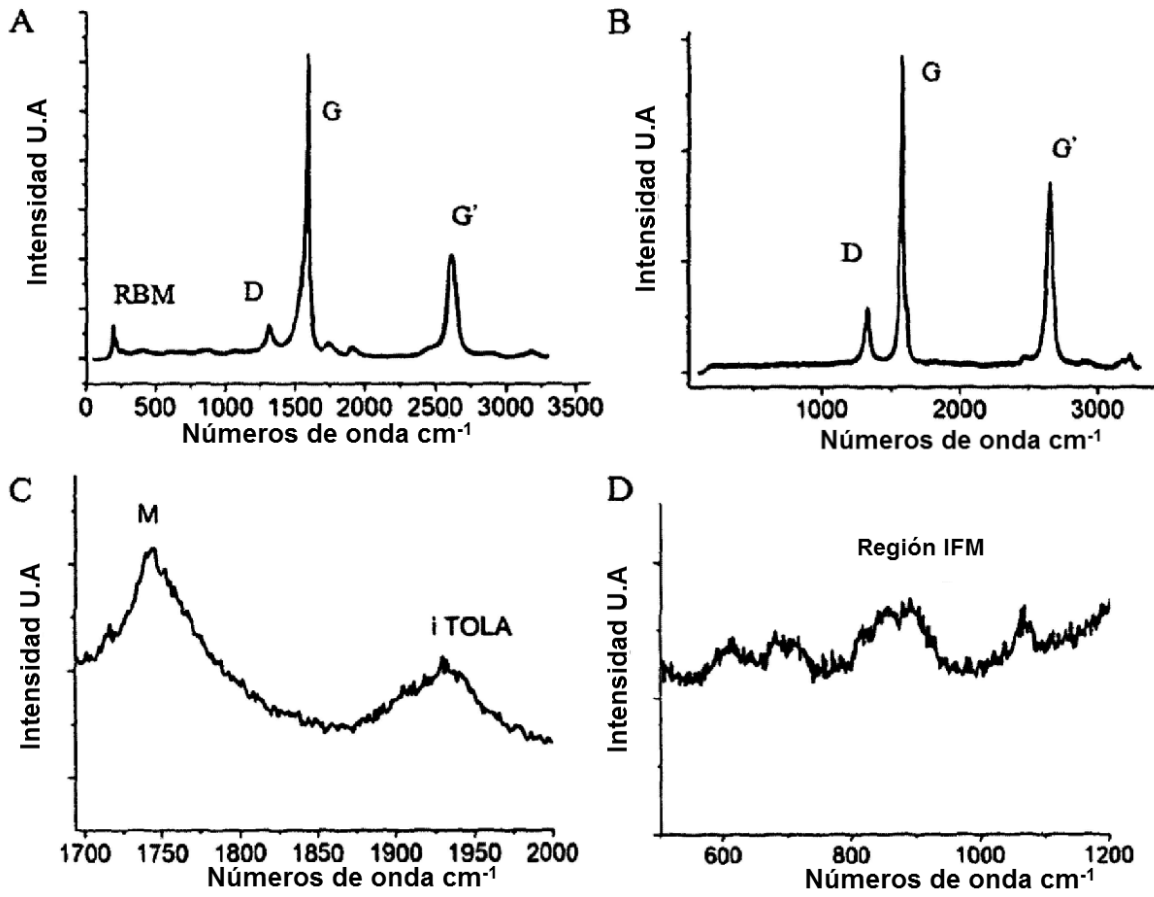 A
Intensidad U.A
RBM
D
G
G'
0 500 1000 1500 2000 2500 3000 3500
Números de onda cm-1
B
Intensidad U.A
D
G
G'
1000 2000 3000
Números de onda cm-1
C
Intensidad U.A
M
i TOLA
1700 1750 1800 1850 1900 1950 2000
Números de onda cm-1
D
Intensidad U.A
Región IFM
600 800 1000 1200
Números de onda cm-1